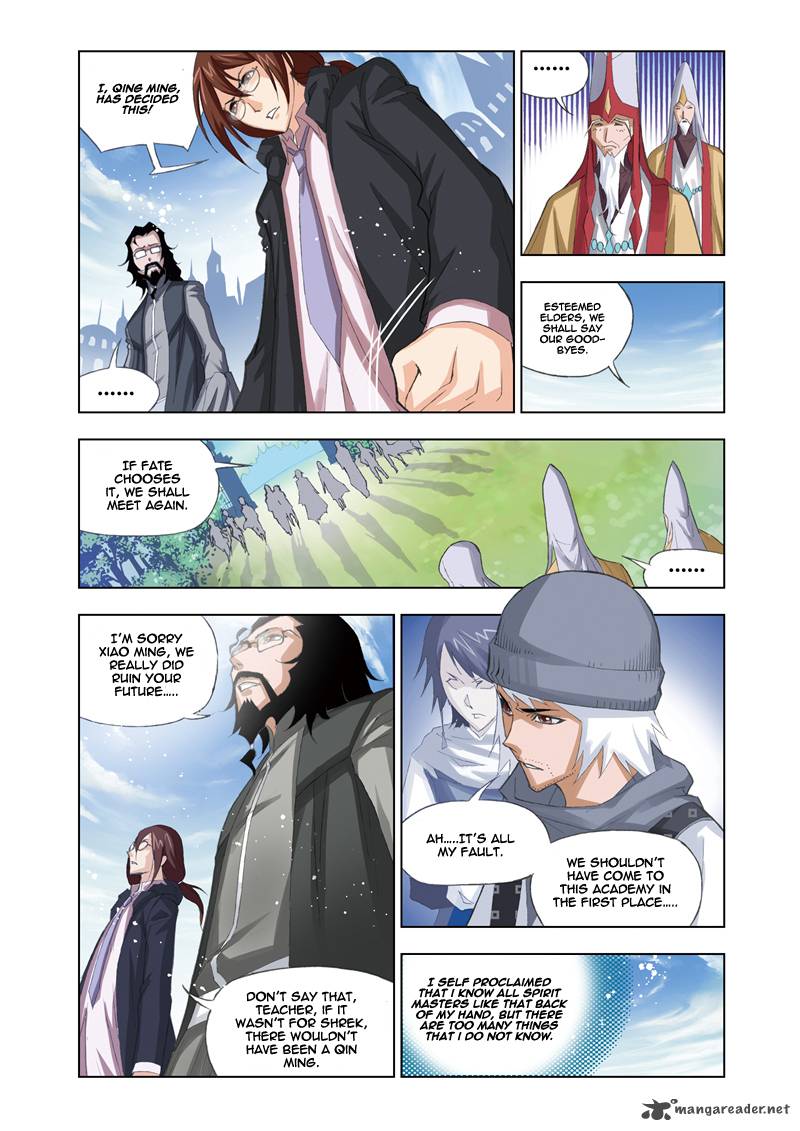 I, QING MING,
HAS DECIDED
THIS!
......
......
ESTEEMED
ELDERS, WE
SHALL SAY
OUR GOOD-
BYES.
IF FATE
CHOOSES
IT, WE SHALL
MEET AGAIN.
......
I'M SORRY
XIAO MING, WE
REALLY DID
RUIN YOUR
FUTURE.....
DON'T SAY THAT,
TEACHER, IF IT
WASN'T FOR SHREK,
THERE WOULDN'T
HAVE BEEN A QIN
MING.
AH.....IT'S ALL
MY FAULT.
WE SHOULDN'T
HAVE COME TO
THIS ACADEMY IN
THE FIRST PLACE.....
I SELF PROCLAIMED
THAT I KNOW ALL SPIRIT
MASTERS LIKE THAT BACK
OF MY HAND, BUT THERE
ARE TOO MANY THINGS
THAT I DO NOT KNOW.
mangareader.net